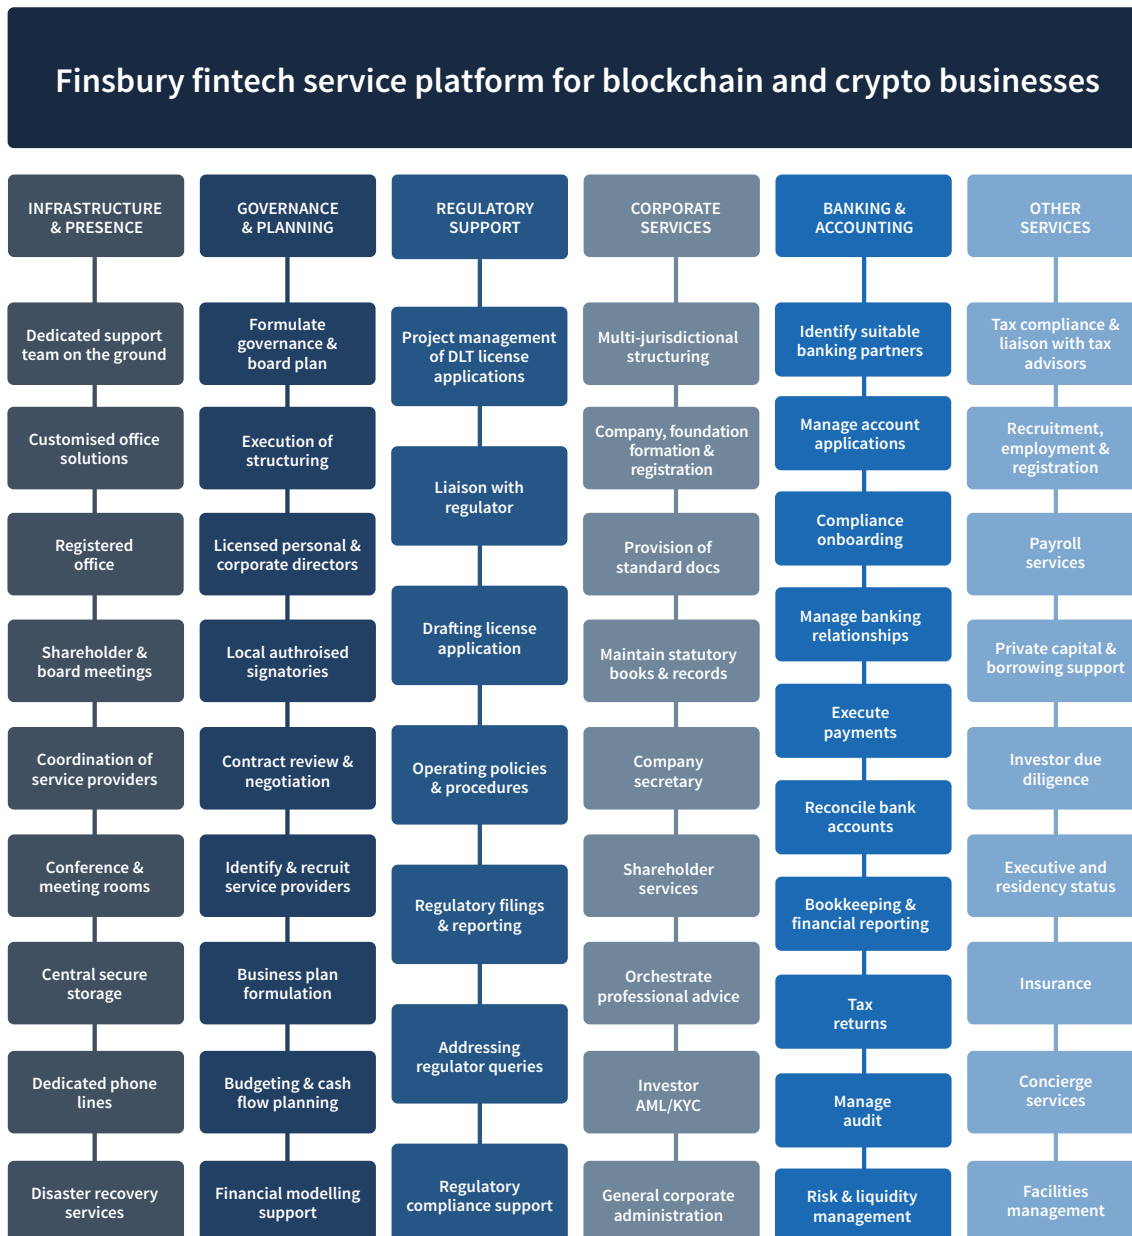 Finsbury fintech service platform for blockchain and crypto businesses
INFRASTRUCTURE
& PRESENCE
Dedicated support
team on the ground
Customised office
solutions
Registered
office
Shareholder &
board meetings
Coordination of
service providers
Conference &
meeting rooms
Central secure
storage
Dedicated phone
lines
Disaster recovery
services
GOVERNANCE
& PLANNING
Formulate
governance &
board plan
Execution of
structuring
Licensed personal &
corporate directors
Local authroised
signatories
Contract review &
negotiation
Identify & recruit
service providers
Business plan
formulation
Budgeting & cash
flow planning
Financial modelling
support
REGULATORY
SUPPORT
Project management
of DLT license
applications
Liaison with
regulator
Drafting license
application
Operating policies
& procedures
Regulatory filings
& reporting
Addressing
regulator queries
Regulatory
compliance support
CORPORATE
SERVICES
Multi-jurisdictional
structuring
Company, foundation
formation &
registration
Provision of
standard docs
Maintain statutory
books & records
Company
secretary
Shareholder
services
Orchestrate
professional advice
Investor
AML/KYC
General corporate
administration
BANKING &
ACCOUNTING
Identify suitable
banking partners
Manage account
applications
Compliance
onboarding
Manage banking
relationships
Execute
payments
Reconcile bank
accounts
Bookkeeping &
financial reporting
Tax
returns
Manage
audit
Risk & liquidity
management
OTHER
SERVICES
Tax compliance &
liaison with tax
advisors
Recruitment,
employment &
registration
Payroll
services
Private capital &
borrowing support
Investor due
diligence
Executive and
residency status
Insurance
Concierge
services
Facilities
management